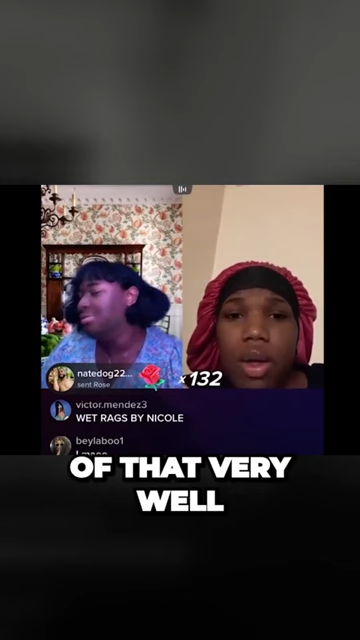 natedog22...
sent Rose
x132
victor.mendez3
WET RAGS BY NICOLE
beylaboo1
OF THAT VERY
WELL